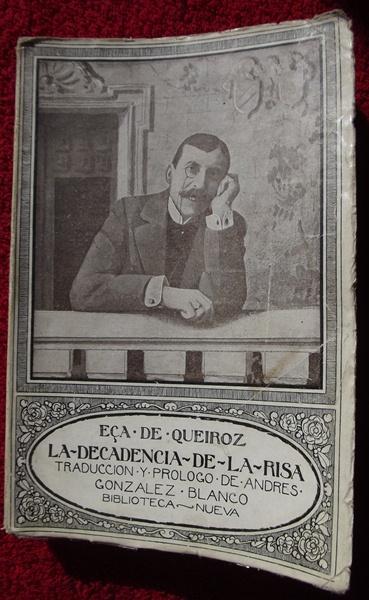 EÇA · DE · QUEIROZ
LA~DECADENCIA~DE~LA~RISA
TRADUCCION · Y · PROLOGO · DE · ANDRES ·
GONZALEZ · BLANCO
BIBLIOTECA ~ NUEVA